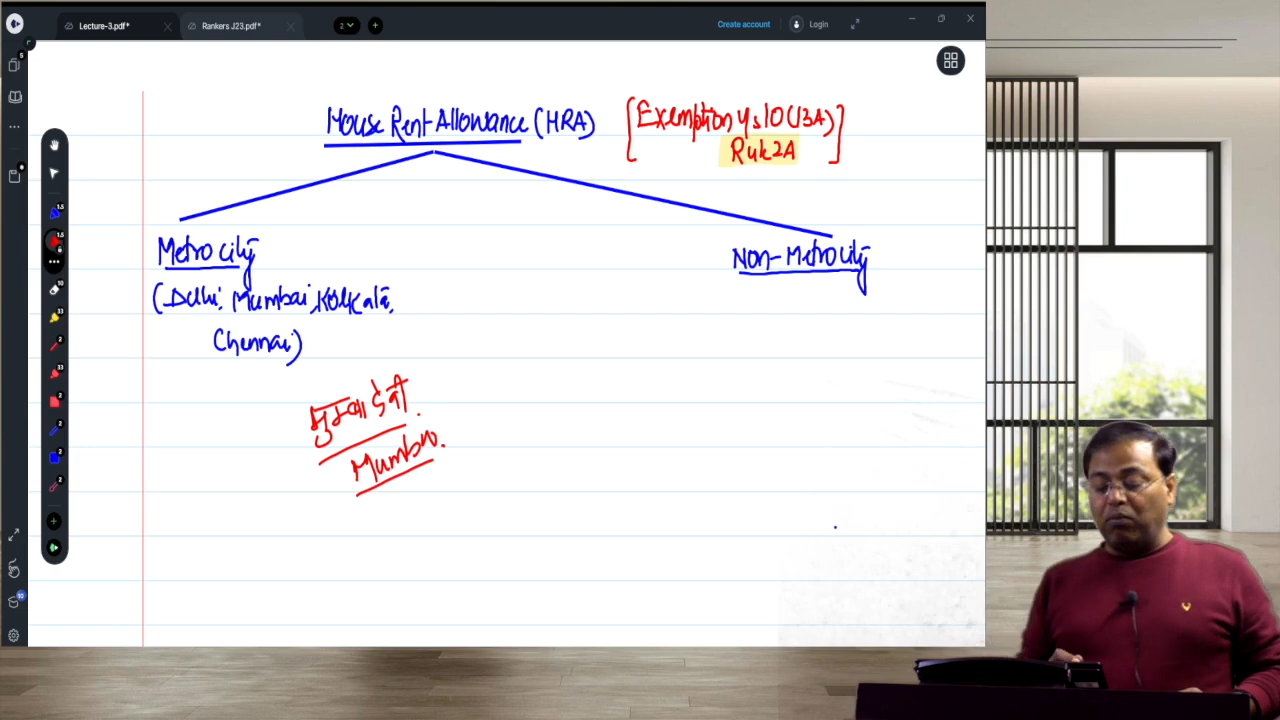 Lecture-3.pdf*
Rankers J23.pdf*
2
Create account
Login
House Rent Allowance (HRA)
[Exemption u/s 10(13A)
Rule 2A]
Metro city
Non-Metro city
(Delhi, Mumbai, Kolkata,
Chennai)
मुम्बा देवी.
Mumbai.